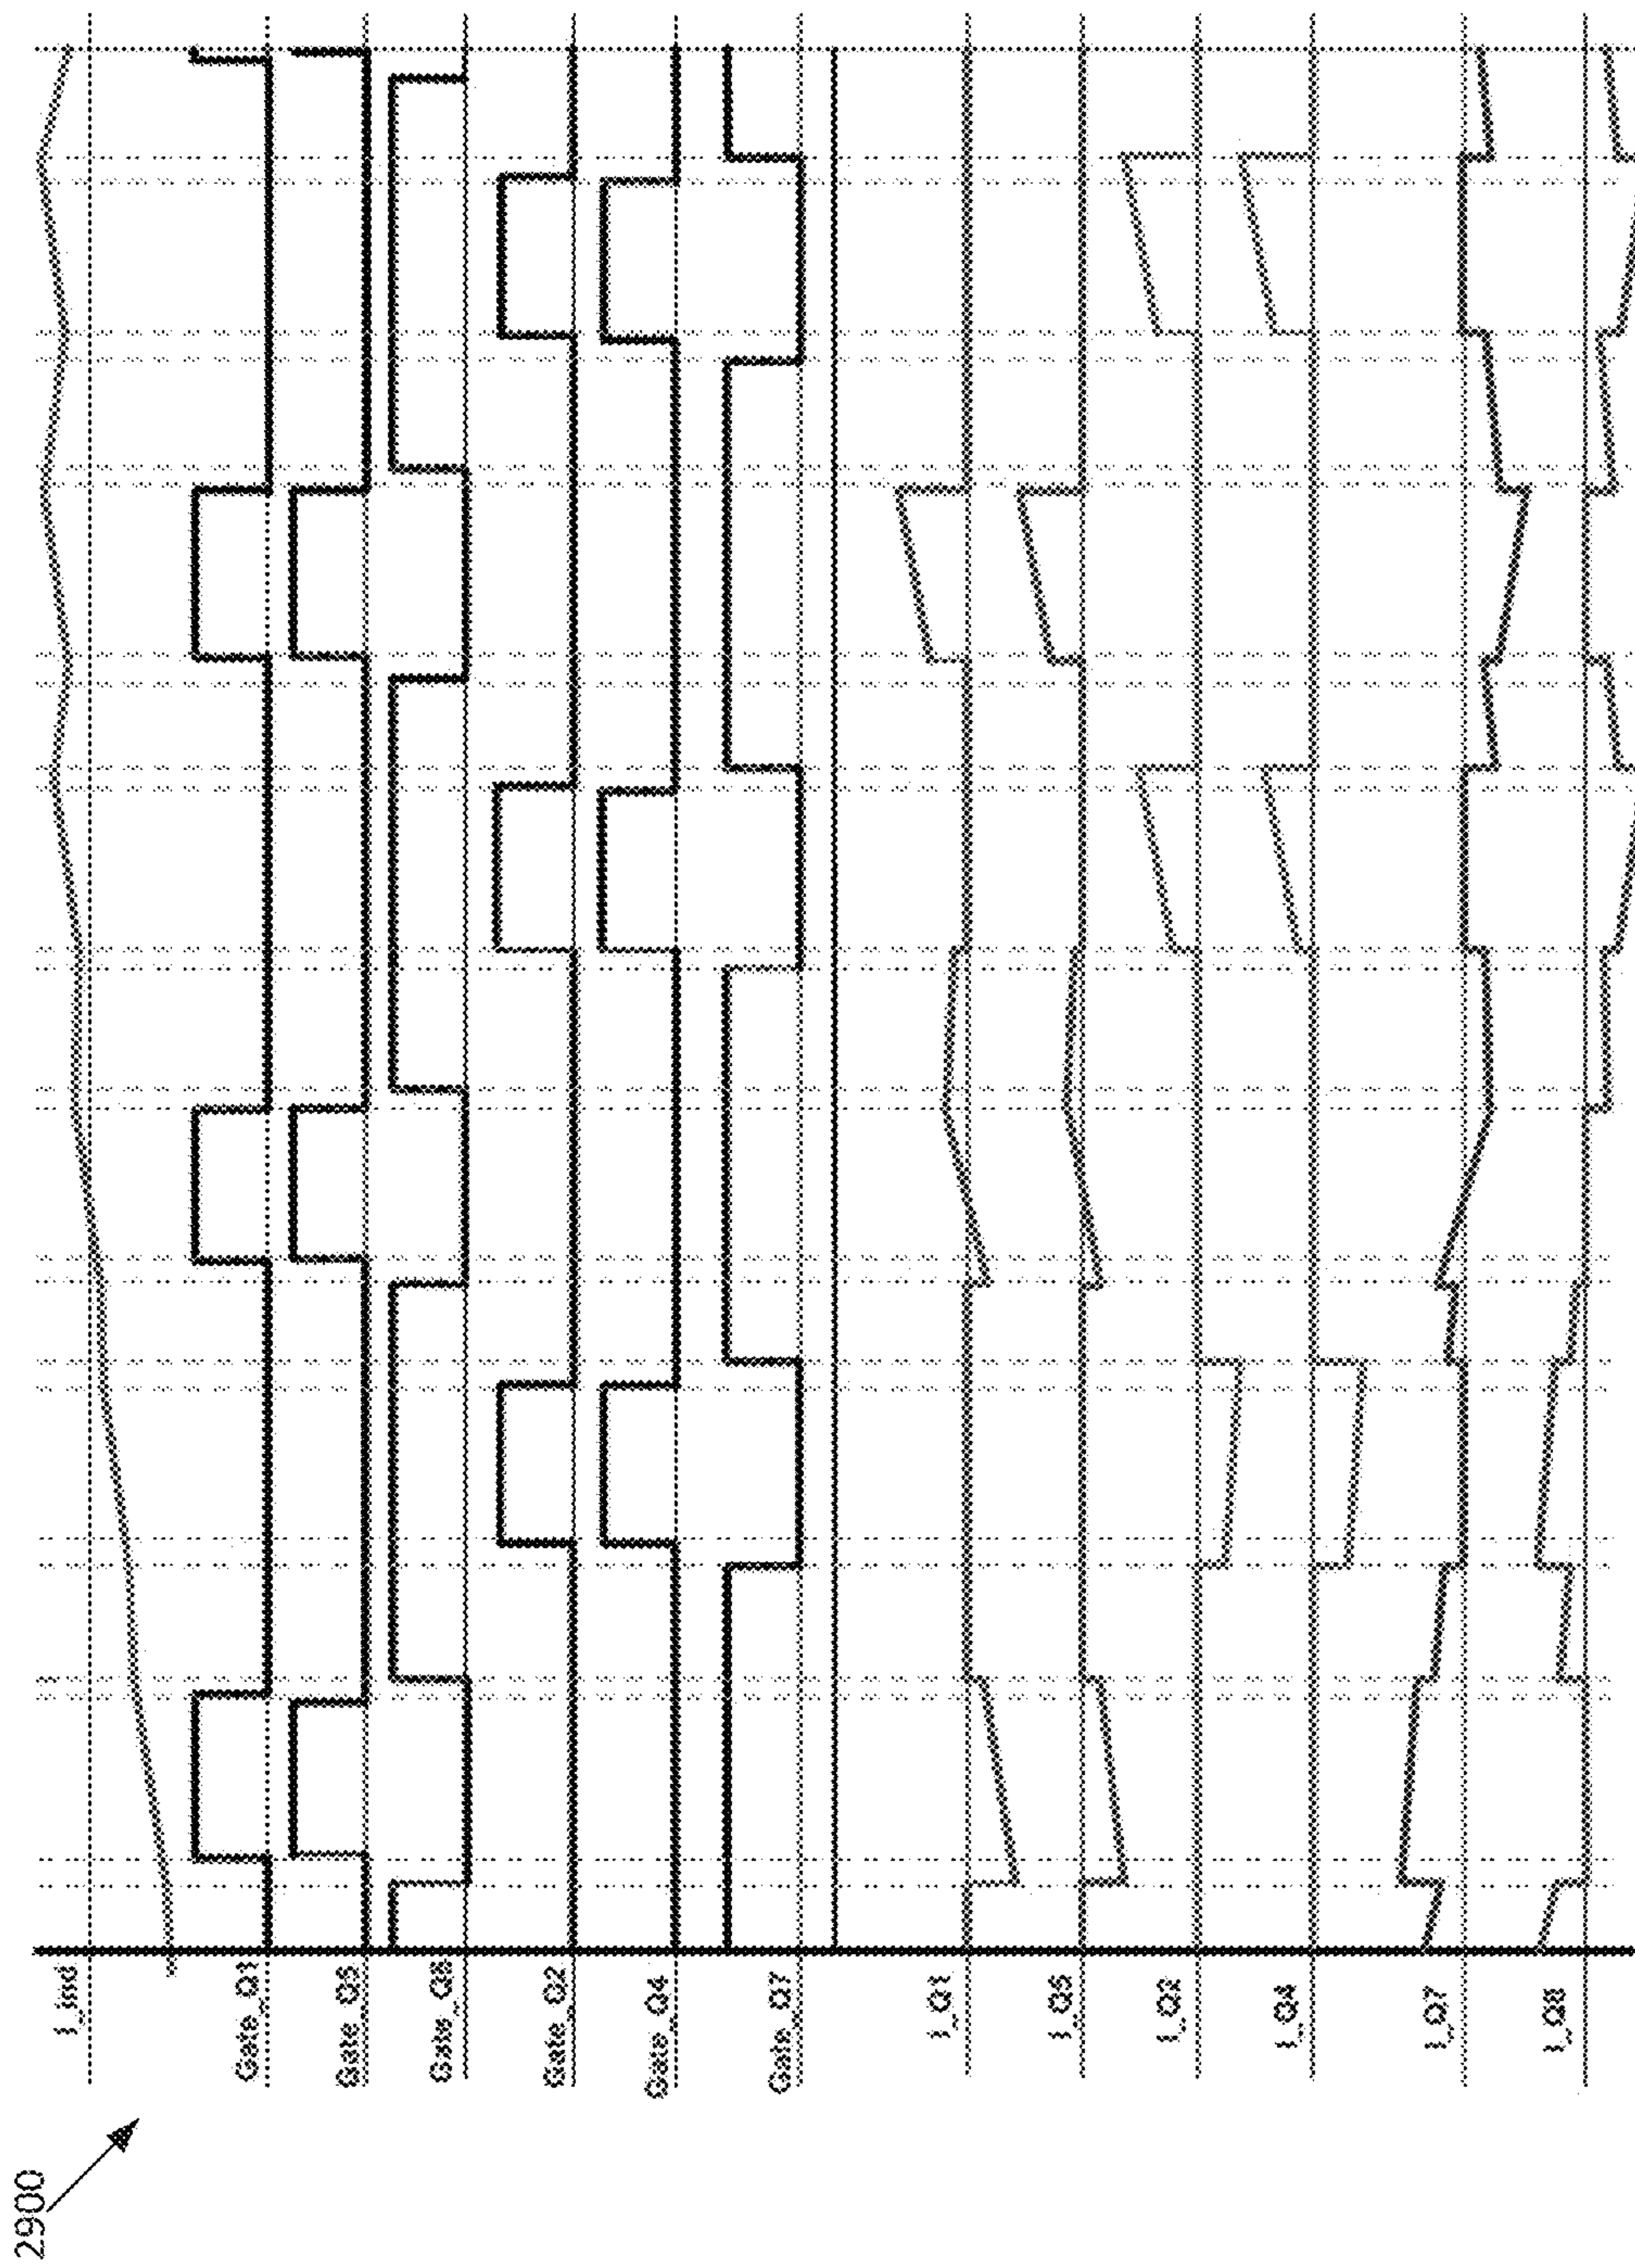 2900
I_ind
Gate_Q1
Gate_Q5
Gate_Q8
Gate_Q2
Gate_Q4
Gate_Q7
I_Q1
I_Q5
I_Q2
I_Q4
I_Q7
I_Q8